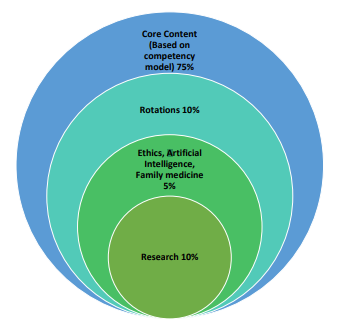 Core Content
(Based on
competency
model) 75%
Rotations 10%
Ethics, Artificial
Intelligence,
Family medicine
5%
Research 10%